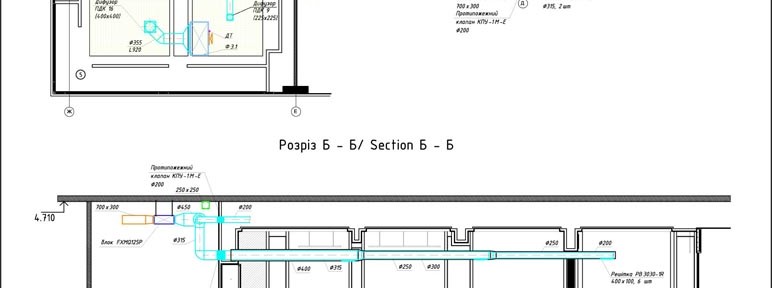 Дифузор
ПДК 16
(400х400)
Дифузор
ПДК 9
(225х225)
Ø355
L920
ДТ
Ф 3.1
5
Ж
Е
700 х 300
Протипожежний
клапан КПУ-1М-Е
Ø200
Д
Ø315, 2 шт
Розріз Б - Б/ Section Б - Б
Протипожежний
клапан КПУ-1М-Е
Ø200
250 х 250
4.710
700 х 300
Ø450
Ø200
Блок FXMQ125P
Ø315
Ø400
Ø315
Ø250
Ø300
Ø250
Ø200
Решітка РВ 3030-1R
400 х 100, 6 шт